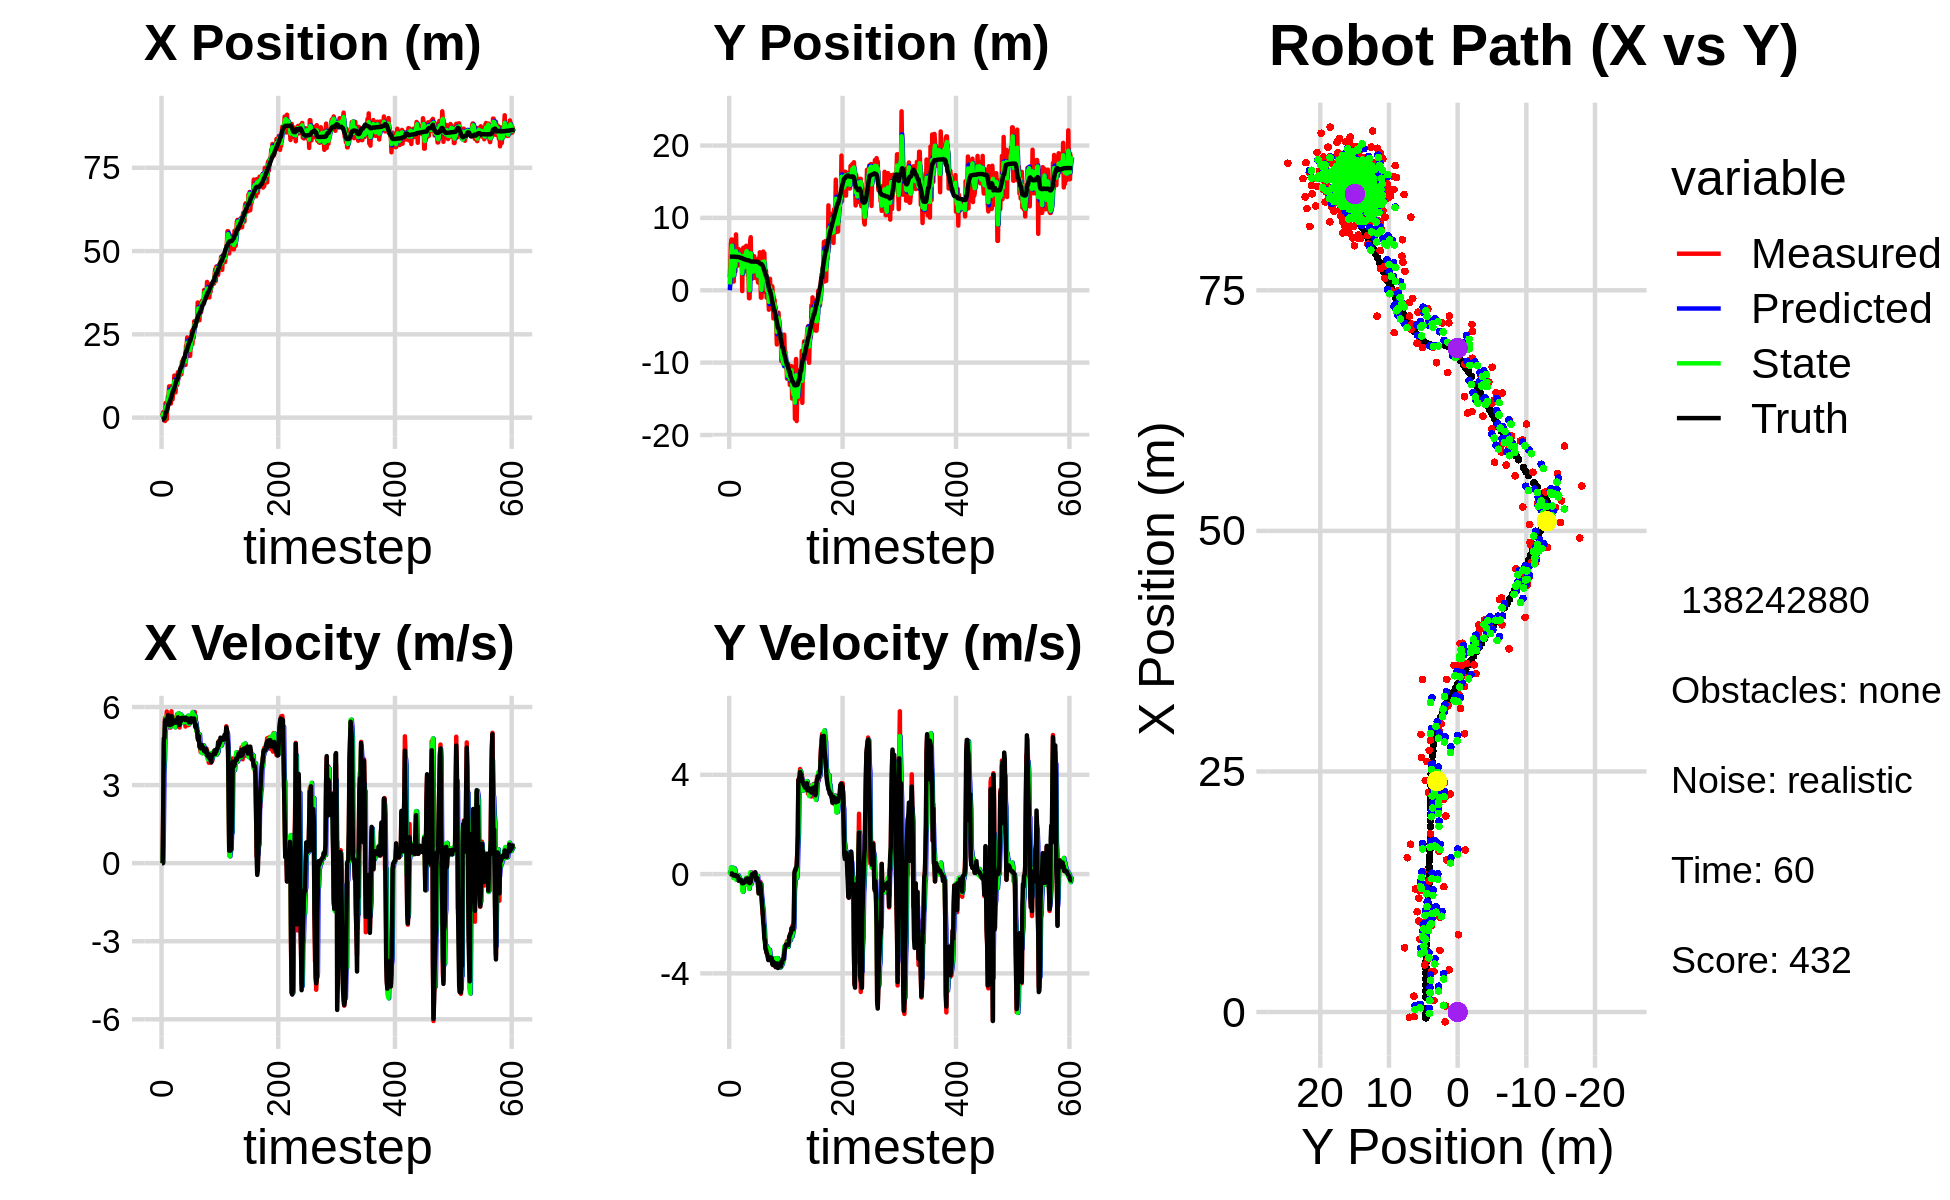 X Position (m)
75
50
25
0
0
200
400
600
timestep
Y Position (m)
20
10
0
-10
-20
0
200
400
600
timestep
X Velocity (m/s)
6
3
0
-3
-6
0
200
400
600
timestep
Y Velocity (m/s)
4
0
-4
0
200
400
600
timestep
Robot Path (X vs Y)
X Position (m)
75
50
25
0
20 10 0 -10 -20
Y Position (m)
variable
Measured
Predicted
State
Truth
138242880
Obstacles: none
Noise: realistic
Time: 60
Score: 432